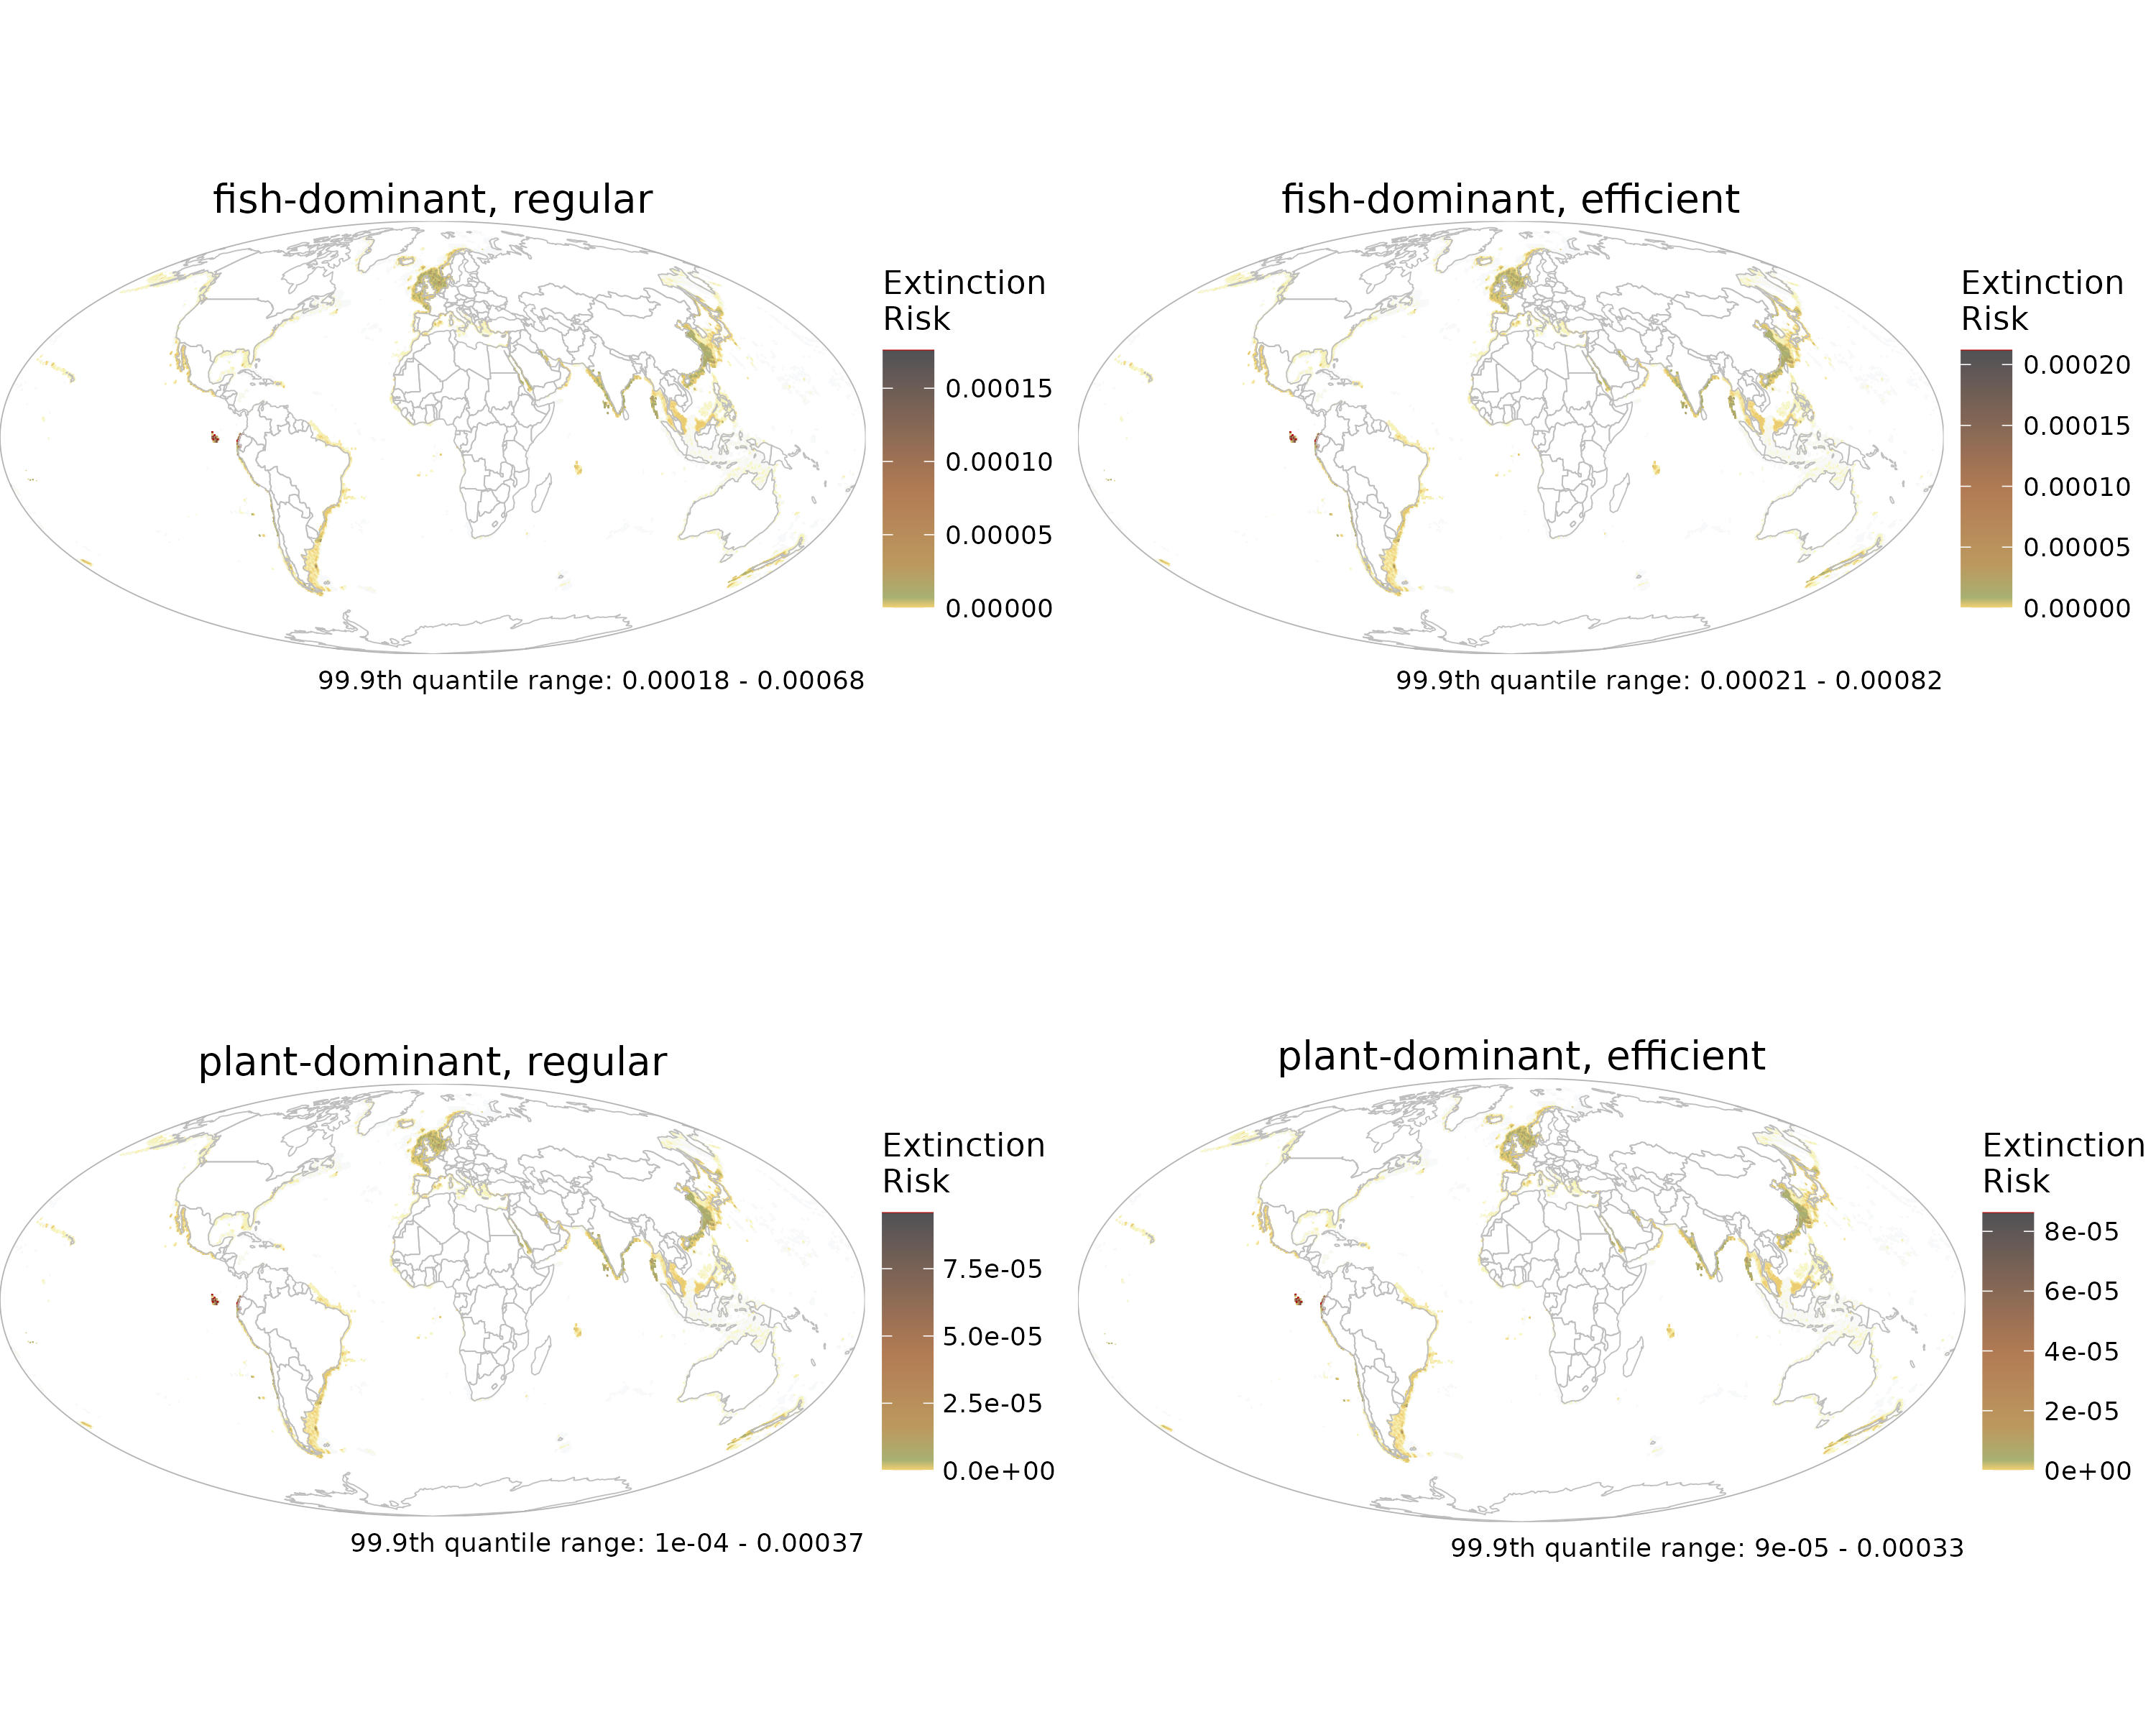 fish-dominant, regular
Extinction
Risk
0.00015
0.00010
0.00005
0.00000
99.9th quantile range: 0.00018 - 0.00068
fish-dominant, efficient
Extinction
Risk
0.00020
0.00015
0.00010
0.00005
0.00000
99.9th quantile range: 0.00021 - 0.00082
plant-dominant, regular
Extinction
Risk
7.5e-05
5.0e-05
2.5e-05
0.0e+00
99.9th quantile range: 1e-04 - 0.00037
plant-dominant, efficient
Extinction
Risk
8e-05
6e-05
4e-05
2e-05
0e+00
99.9th quantile range: 9e-05 - 0.00033